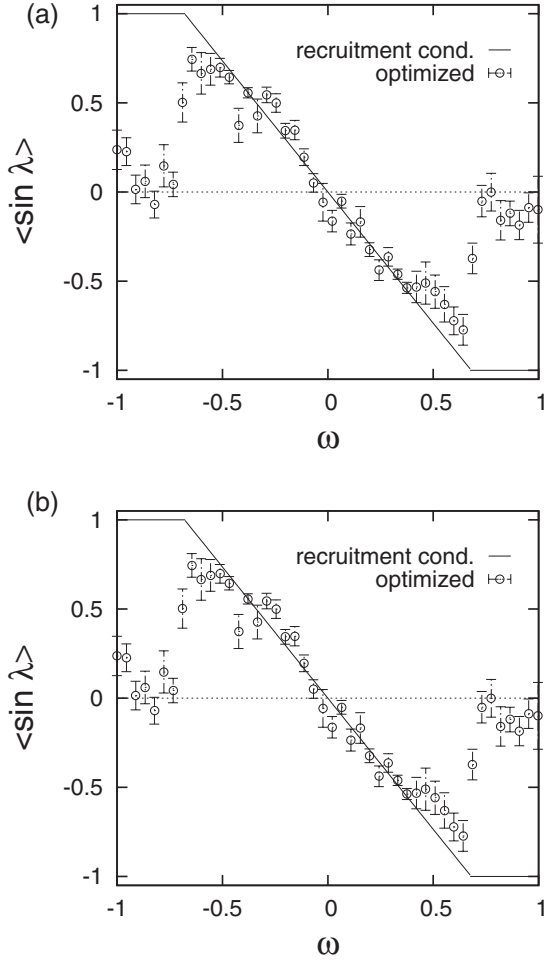 (a)
1
recruitment cond.
optimized
0.5
0
-0.5
-1
<sin λ>
-1 -0.5 0 0.5 1
ω
(b)
1
recruitment cond.
optimized
0.5
0
-0.5
-1
<sin λ>
-1 -0.5 0 0.5 1
ω